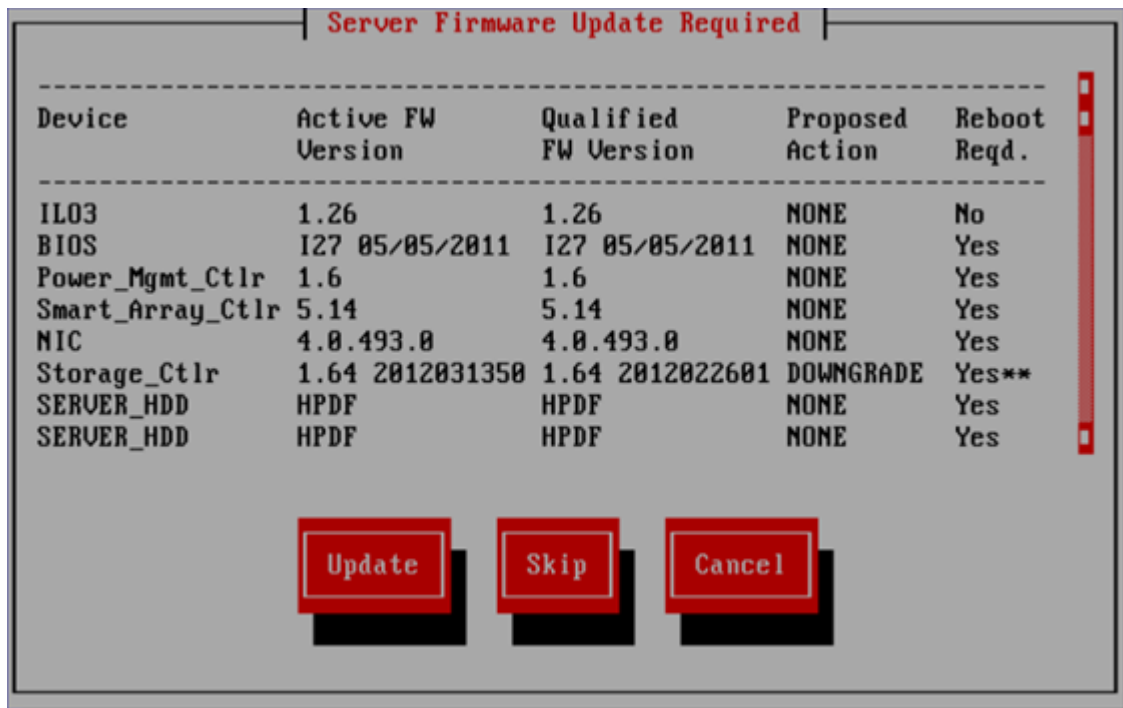 Server Firmware Update Required
--------------------------------------------------------------------
Device Active FW Qualified Proposed Reboot
Version FW Version Action Reqd.
--------------------------------------------------------------------
ILO3 1.26 1.26 NONE No
BIOS I27 05/05/2011 I27 05/05/2011 NONE Yes
Power_Mgmt_Ctlr 1.6 1.6 NONE Yes
Smart_Array_Ctlr 5.14 5.14 NONE Yes
NIC 4.0.493.0 4.0.493.0 NONE Yes
Storage_Ctlr 1.64 2012031350 1.64 2012022601 DOWNGRADE Yes**
SERVER_HDD HPDF HPDF NONE Yes
SERVER_HDD HPDF HPDF NONE Yes
Update Skip Cancel